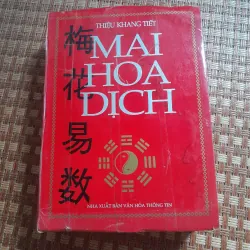 THIỆU KHANG TIẾT
MAI
HOA
DỊCH
梅花易数
NHÀ XUẤT BẢN VĂN HÓA THÔNG TIN